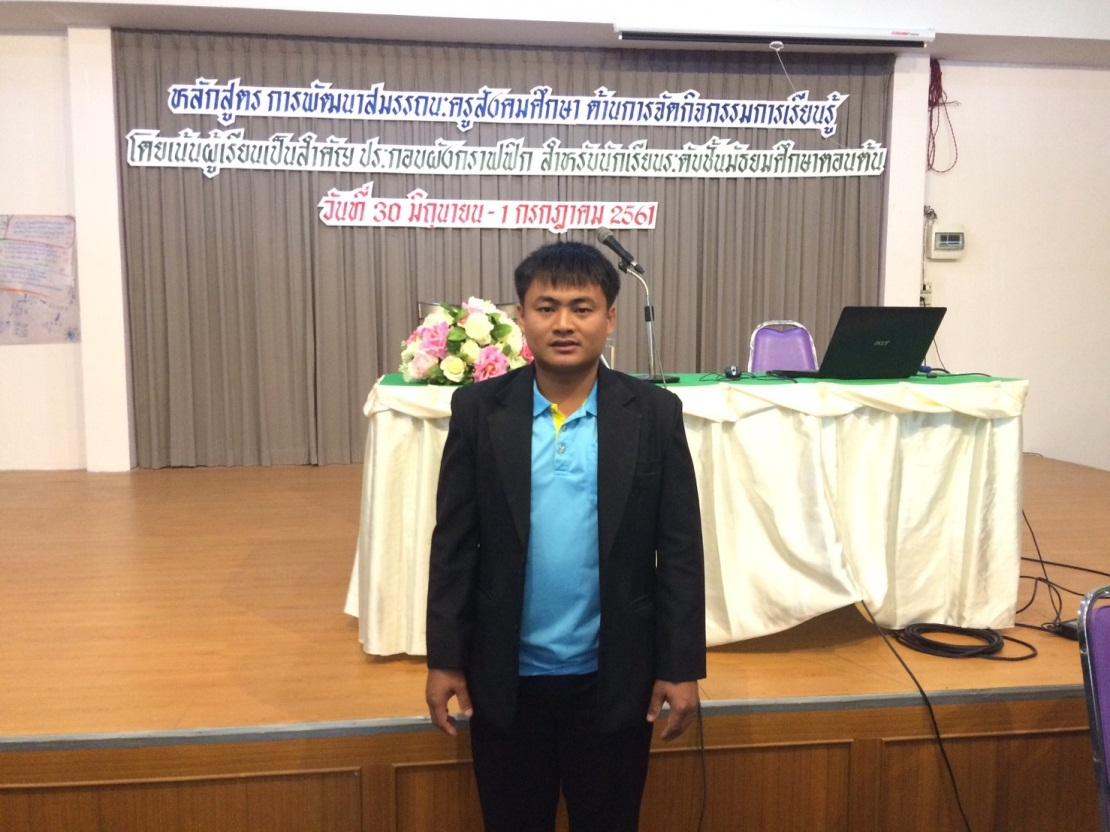 หลักสูตร การพัฒนาสมรรถนะครูสังคมศึกษา ด้านการจัดกิจกรรมการเรียนรู้
โดยเน้นผู้เรียนเป็นสำคัญ ประกอบผังกราฟฟิก สำหรับนักเรียนระดับชั้นมัธยมศึกษาตอนต้น
วันที่ 30 มิถุนายน - 1 กรกฎาคม 2561
acer